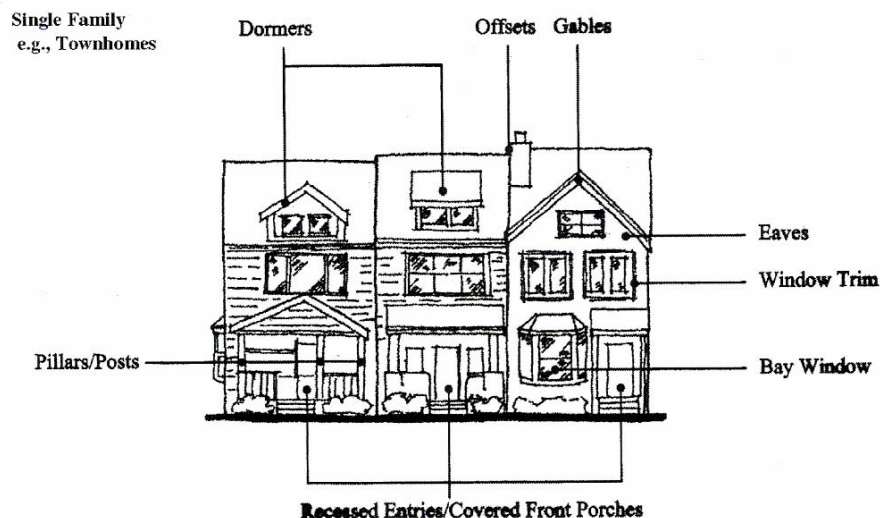 Single Family
e.g., Townhomes
Dormers
Offsets
Gables
Eaves
Window Trim
Pillars/Posts
Bay Window
Recessed Entries/Covered Front Porches